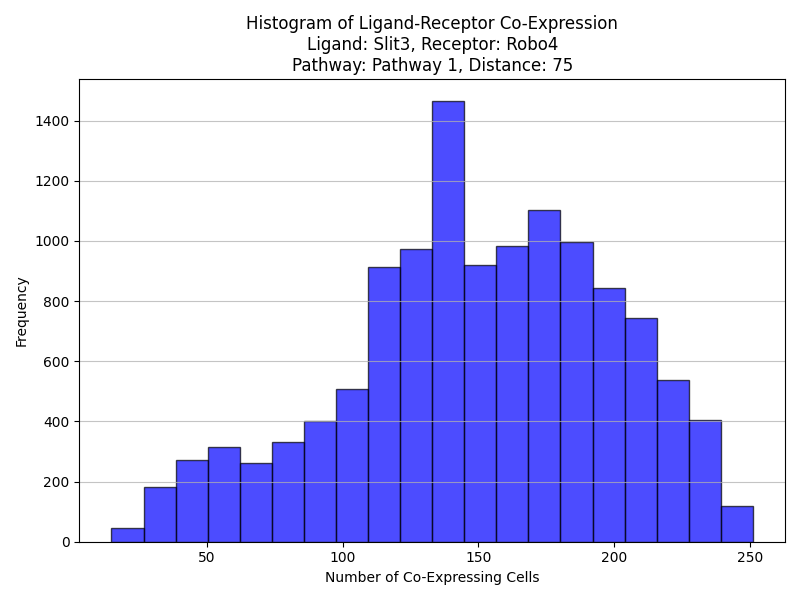 Histogram of Ligand-Receptor Co-Expression
Ligand: Slit3, Receptor: Robo4
Pathway: Pathway 1, Distance: 75
1400
1200
1000
800
600
400
200
0
Frequency
50
100
150
200
250
Number of Co-Expressing Cells